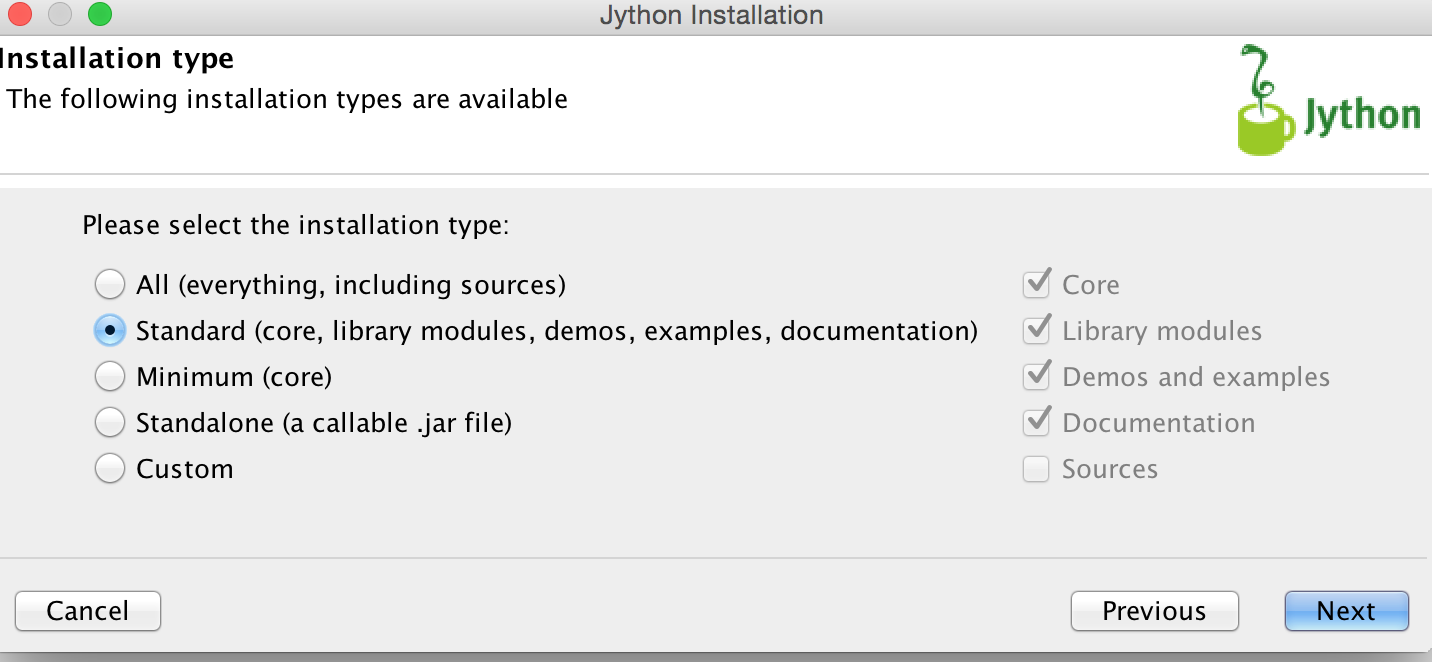 Jython Installation
Installation type
The following installation types are available
Jython
Please select the installation type:
All (everything, including sources)
Core
Standard (core, library modules, demos, examples, documentation)
Library modules
Minimum (core)
Demos and examples
Standalone (a callable .jar file)
Documentation
Custom
Sources
Cancel
Previous
Next